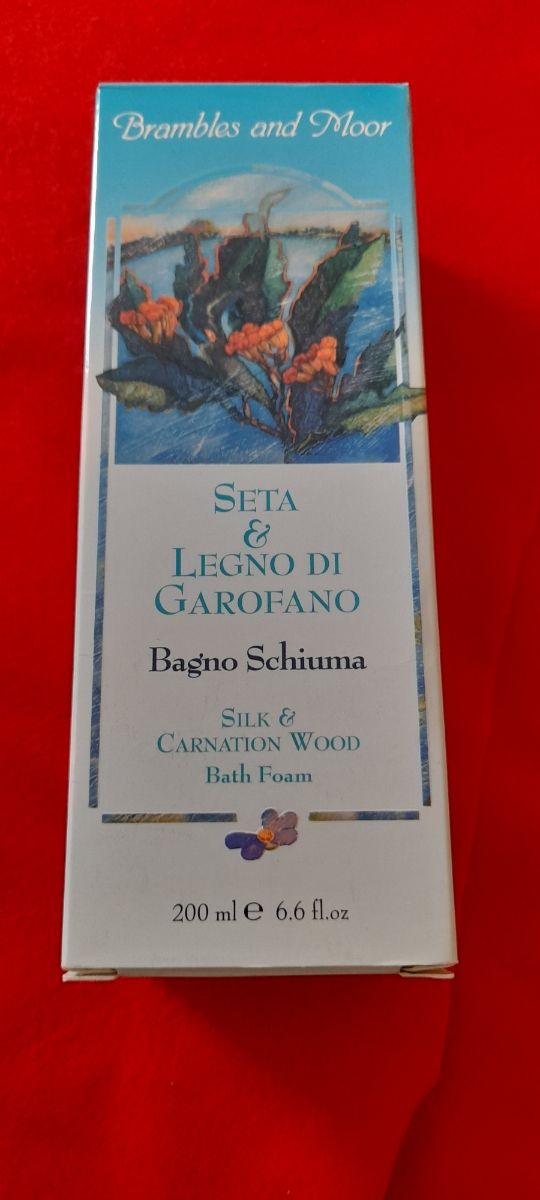 Brambles and Moor
SETA
&
LEGNO DI
GAROFANO
Bagno Schiuma
SILK &
CARNATION WOOD
Bath Foam
200 ml ℮ 6.6 fl.oz